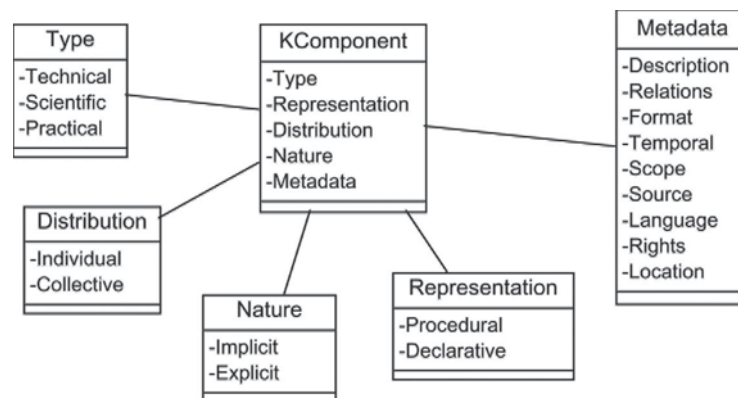 Type
-Technical
-Scientific
-Practical
KComponent
-Type
-Representation
-Distribution
-Nature
-Metadata
Metadata
-Description
-Relations
-Format
-Temporal
-Scope
-Source
-Language
-Rights
-Location
Distribution
-Individual
-Collective
Nature
-Implicit
-Explicit
Representation
-Procedural
-Declarative